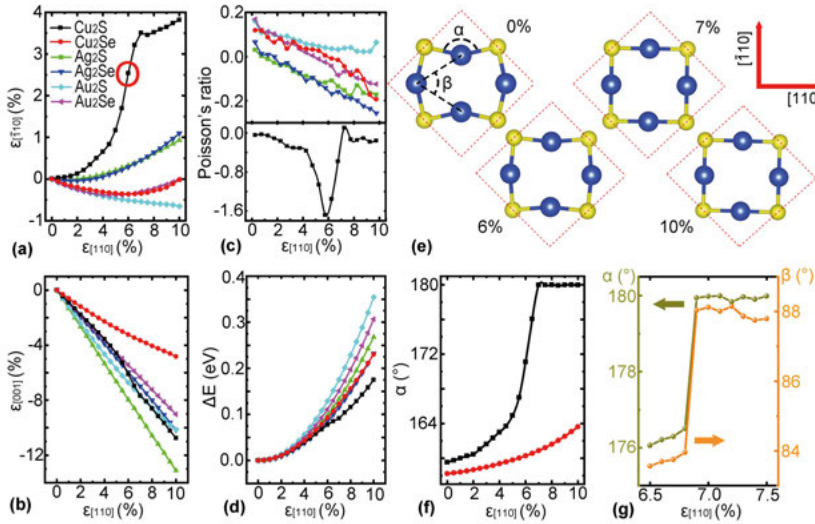 Cu₂S
Cu₂Se
Ag₂S
Ag₂Se
Au₂S
Au₂Se
ε[1̄10] (%)
4
3
2
1
0
-1
0 2 4 6 8 10
(a) ε[110] (%)
Poisson's ratio
0.2
0.0
0.2
0.0
-0.8
-1.6
0 2 4 6 8 10
(c) ε[110] (%)
(e)
α
β
0%
7%
6%
10%
[1̄10]
[110]
ε[001] (%)
0
-4
-8
-12
0 2 4 6 8 10
(b) ε[110] (%)
ΔE (eV)
0.4
0.3
0.2
0.1
0.0
0 2 4 6 8 10
(d) ε[110] (%)
α (°)
180
172
164
0 2 4 6 8 10
(f) ε[110] (%)
α (°)
β (°)
180
178
176
88
86
84
6.5 7.0 7.5
(g) ε[110] (%)